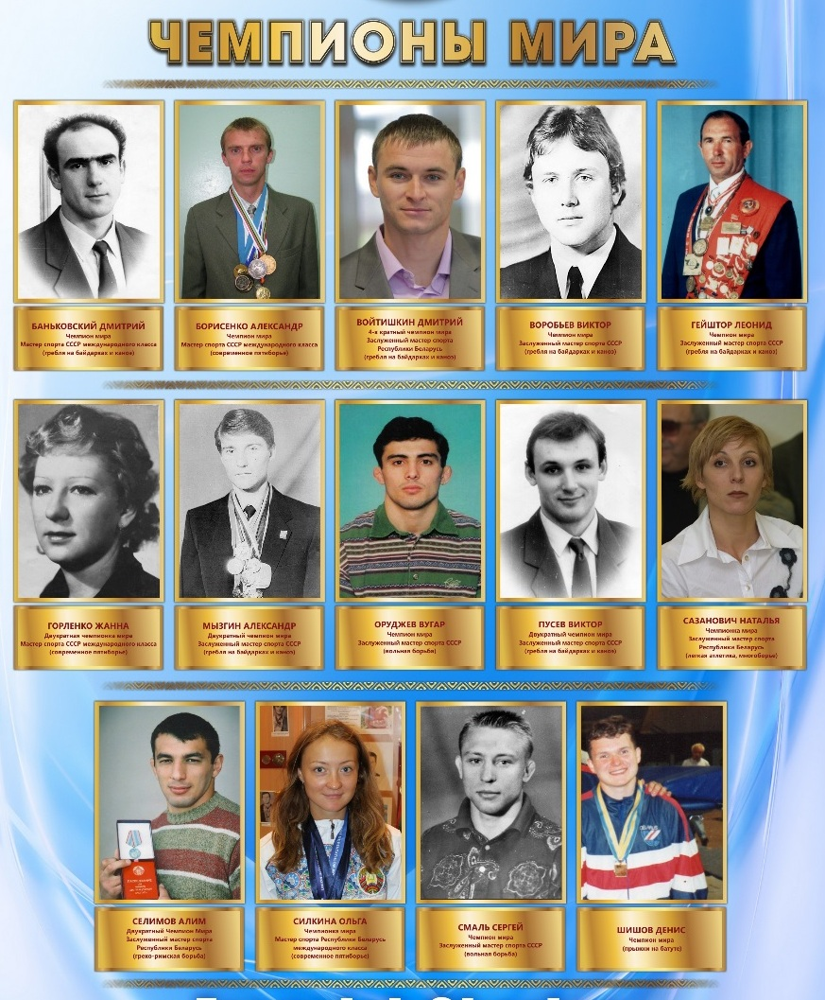 ЧЕМПИОНЫ МИРА
БАНЬКОВСКИЙ ДМИТРИЙ
Чемпион мира
Мастер спорта СССР международного класса
(гребля на байдарках и каноэ)
БОРИСЕНКО АЛЕКСАНДР
Чемпион мира
Мастер спорта СССР международного класса
(современное пятиборье)
ВОЙТИШКИН ДМИТРИЙ
4-х кратный чемпион мира
Заслуженный мастер спорта
Республики Беларусь
(гребля на байдарках и каноэ)
ВОРОБЬЕВ ВИКТОР
Чемпион мира
Заслуженный мастер спорта СССР
(гребля на байдарках и каноэ)
ГЕЙШТОР ЛЕОНИД
Чемпион мира
Заслуженный мастер спорта СССР
(гребля на байдарках и каноэ)
ГОРЛЕНКО ЖАННА
Двукратная чемпионка мира
Мастер спорта СССР международного класса
(современное пятиборье)
МЫЗГИН АЛЕКСАНДР
Двукратный чемпион мира
Заслуженный мастер спорта СССР
(гребля на байдарках и каноэ)
ОРУДЖЕВ ВУГАР
Чемпион мира
Заслуженный мастер спорта СССР
(вольная борьба)
ПУСЕВ ВИКТОР
Двукратный чемпион мира
Заслуженный мастер спорта СССР
(гребля на байдарках и каноэ)
САЗАНОВИЧ НАТАЛЬЯ
Чемпионка мира
Заслуженный мастер спорта
Республики Беларусь
(легкая атлетика, многоборье)
СЕЛИМОВ АЛИМ
Двукратный Чемпион Мира
Заслуженный мастер спорта
Республики Беларусь
(греко-римская борьба)
СИЛКИНА ОЛЬГА
Чемпионка мира
Мастер спорта Республики Беларусь
международного класса
(современное пятиборье)
СМАЛЬ СЕРГЕЙ
Чемпион мира
Заслуженный мастер спорта СССР
(вольная борьба)
ШИШОВ ДЕНИС
Чемпион мира
(прыжки на батуте)